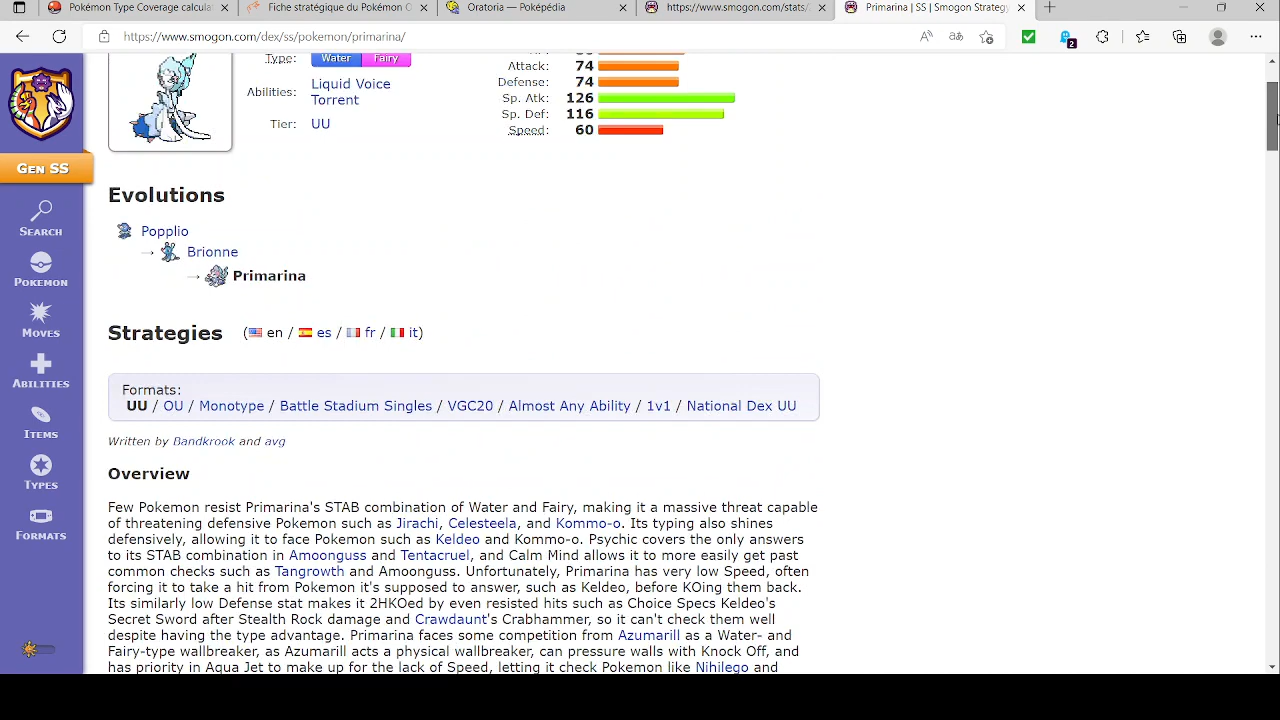 Pokémon Type Coverage calcula
Fiche stratégique du Pokémon O
Oratoria — Poképédia
https://www.smogon.com/stats/
Primarina | SS | Smogon Strateg
https://www.smogon.com/dex/ss/pokemon/primarina/
2
Type: Water Fairy
Abilities: Liquid Voice
Torrent
Tier: UU
Attack: 74
Defense: 74
Sp. Atk: 126
Sp. Def: 116
Speed: 60
Gen SS
Search
Pokemon
Moves
Abilities
Items
Types
Formats
Evolutions
Popplio
→ Brionne
→ Primarina
Strategies (en / es / fr / it)
Formats:
UU / OU / Monotype / Battle Stadium Singles / VGC20 / Almost Any Ability / 1v1 / National Dex UU
Written by Bandkrook and avg
Overview
Few Pokemon resist Primarina's STAB combination of Water and Fairy, making it a massive threat capable
of threatening defensive Pokemon such as Jirachi, Celesteela, and Kommo-o. Its typing also shines
defensively, allowing it to face Pokemon such as Keldeo and Kommo-o. Psychic covers the only answers
to its STAB combination in Amoonguss and Tentacruel, and Calm Mind allows it to more easily get past
common checks such as Tangrowth and Amoonguss. Unfortunately, Primarina has very low Speed, often
forcing it to take a hit from Pokemon it's supposed to answer, such as Keldeo, before KOing them back.
Its similarly low Defense stat makes it 2HKOed by even resisted hits such as Choice Specs Keldeo's
Secret Sword after Stealth Rock damage and Crawdaunt's Crabhammer, so it can't check them well
despite having the type advantage. Primarina faces some competition from Azumarill as a Water- and
Fairy-type wallbreaker, as Azumarill acts a physical wallbreaker, can pressure walls with Knock Off, and
has priority in Aqua Jet to make up for the lack of Speed, letting it check Pokemon like Nihilego and